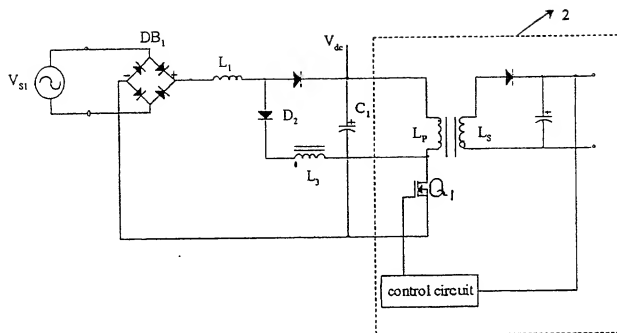 2
DB1
Vdc
L1
VS1
D2
C1
LP
LS
L3
Q1
control circuit